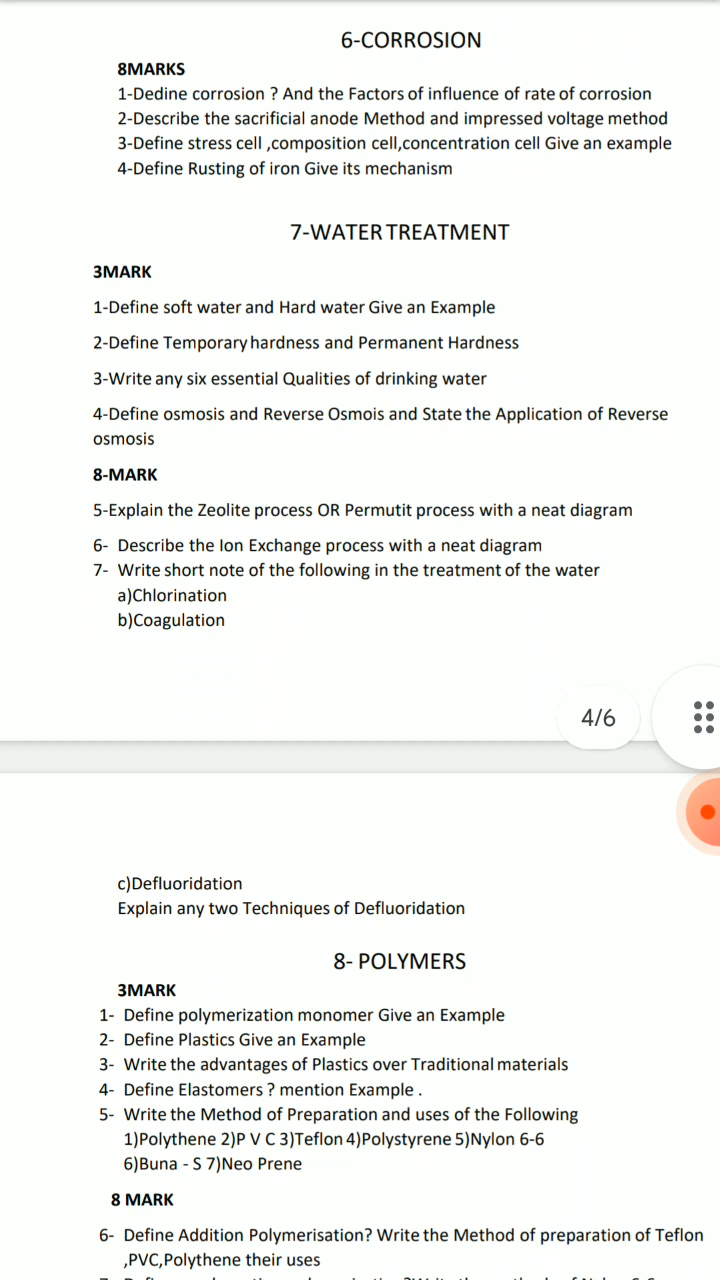 6-CORROSION
8MARKS
1-Dedine corrosion ? And the Factors of influence of rate of corrosion
2-Describe the sacrificial anode Method and impressed voltage method
3-Define stress cell ,composition cell,concentration cell Give an example
4-Define Rusting of iron Give its mechanism
7-WATER TREATMENT
3MARK
1-Define soft water and Hard water Give an Example
2-Define Temporary hardness and Permanent Hardness
3-Write any six essential Qualities of drinking water
4-Define osmosis and Reverse Osmois and State the Application of Reverse
osmosis
8-MARK
5-Explain the Zeolite process OR Permutit process with a neat diagram
6- Describe the Ion Exchange process with a neat diagram
7- Write short note of the following in the treatment of the water
a)Chlorination
b)Coagulation
4/6
c)Defluoridation
Explain any two Techniques of Defluoridation
8- POLYMERS
3MARK
1- Define polymerization monomer Give an Example
2- Define Plastics Give an Example
3- Write the advantages of Plastics over Traditional materials
4- Define Elastomers ? mention Example .
5- Write the Method of Preparation and uses of the Following
1)Polythene 2)P V C 3)Teflon 4)Polystyrene 5)Nylon 6-6
6)Buna - S 7)Neo Prene
8 MARK
6- Define Addition Polymerisation? Write the Method of preparation of Teflon
,PVC,Polythene their uses